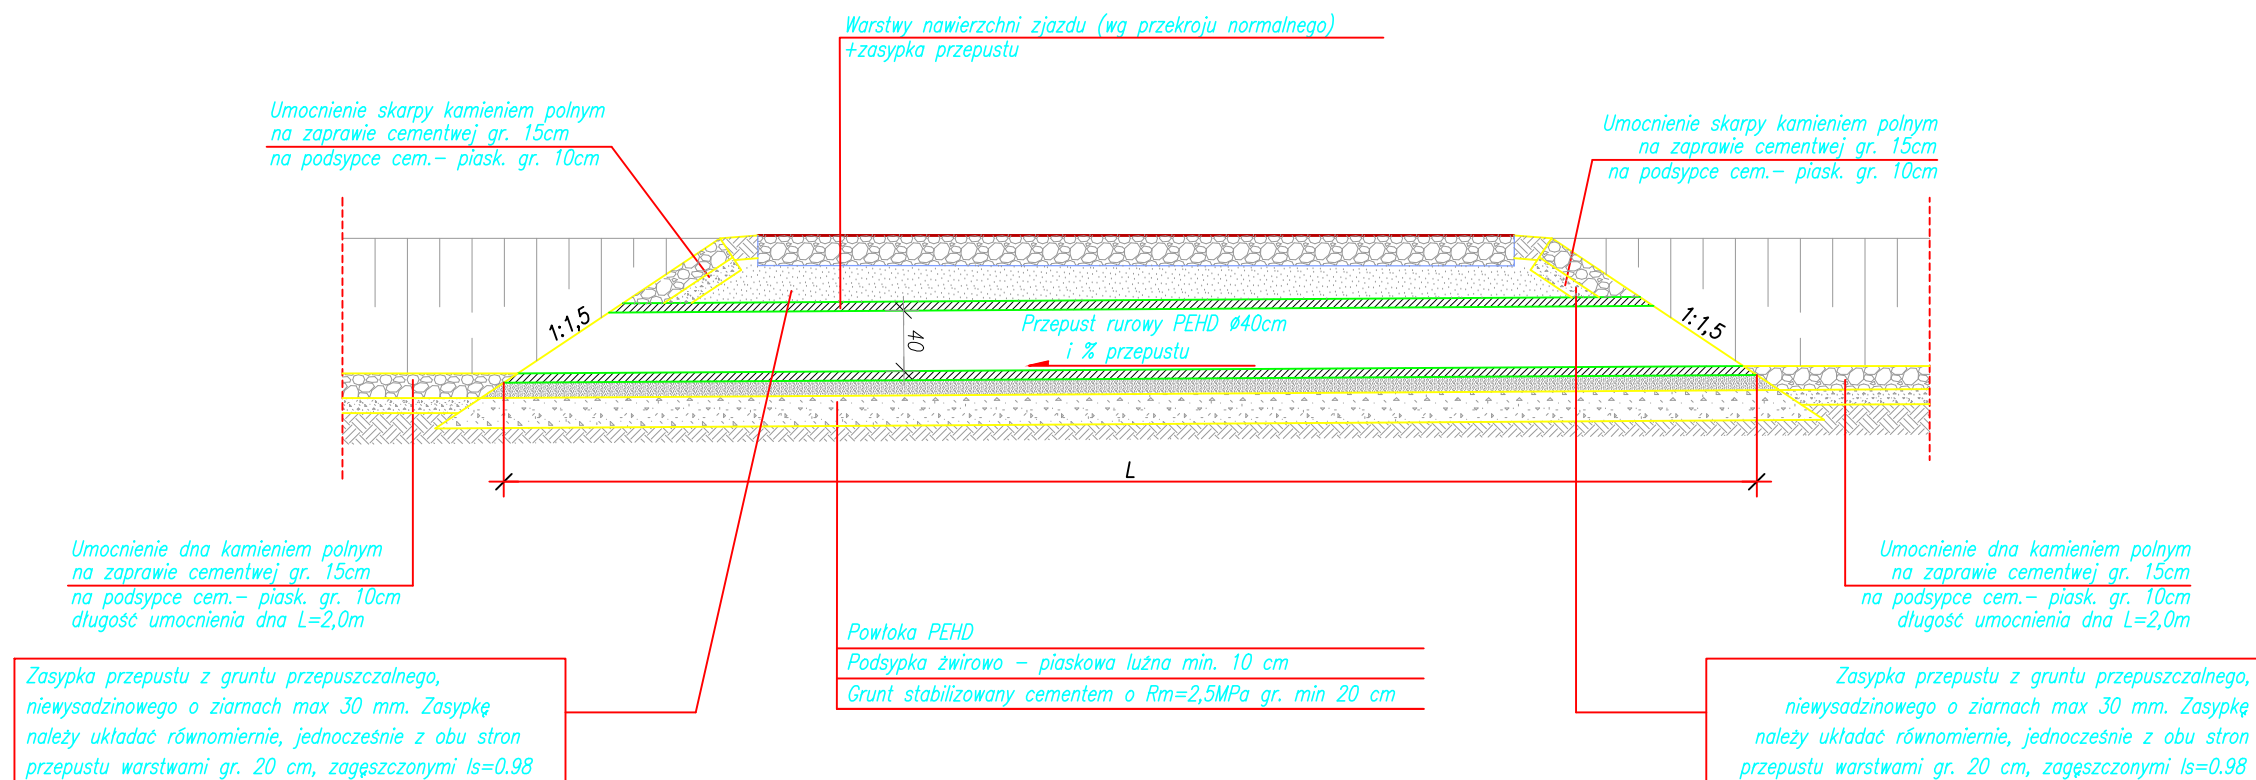 Warstwy nawierzchni zjazdu (wg przekroju normalnego)
+zasypka przepustu
Umocnienie skarpy kamieniem polnym
na zaprawie cementwej gr. 15cm
na podsypce cem.– piask. gr. 10cm
Umocnienie skarpy kamieniem polnym
na zaprawie cementwej gr. 15cm
na podsypce cem.– piask. gr. 10cm
1:1,5
1:1,5
40
Przepust rurowy PEHD ø40cm
i % przepustu
L
Umocnienie dna kamieniem polnym
na zaprawie cementwej gr. 15cm
na podsypce cem.– piask. gr. 10cm
długość umocnienia dna L=2,0m
Umocnienie dna kamieniem polnym
na zaprawie cementwej gr. 15cm
na podsypce cem.– piask. gr. 10cm
długość umocnienia dna L=2,0m
Powłoka PEHD
Podsypka żwirowo – piaskowa luźna min. 10 cm
Grunt stabilizowany cementem o Rm=2,5MPa gr. min 20 cm
Zasypka przepustu z gruntu przepuszczalnego,
niewysadzinowego o ziarnach max 30 mm. Zasypkę
należy układać równomiernie, jednocześnie z obu stron
przepustu warstwami gr. 20 cm, zagęszczonymi Is=0.98
Zasypka przepustu z gruntu przepuszczalnego,
niewysadzinowego o ziarnach max 30 mm. Zasypkę
należy układać równomiernie, jednocześnie z obu stron
przepustu warstwami gr. 20 cm, zagęszczonymi Is=0.98